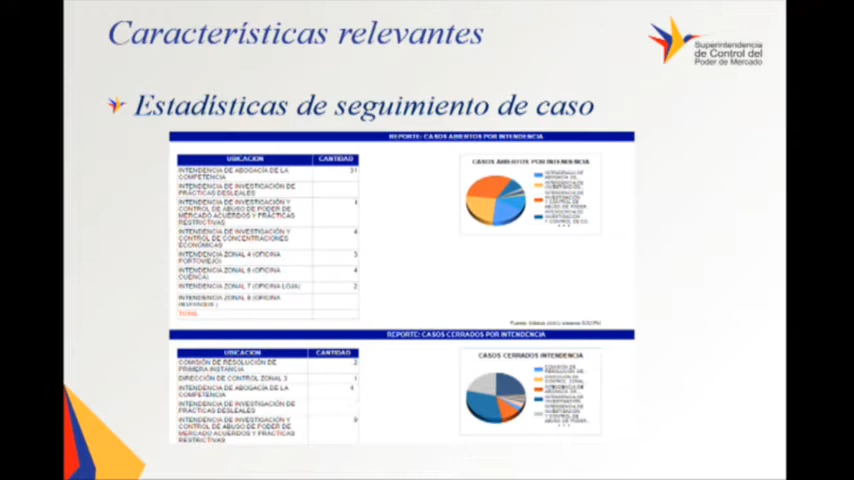 Características relevantes
Superintendencia
de Control del
Poder de Mercado
Estadísticas de seguimiento de caso
REPORTE: CASOS ABIERTOS POR INTENDENCIA
UBICACION CANTIDAD
INTENDENCIA DE ABOGACÍA DE LA 31
COMPETENCIA
INTENDENCIA DE INVESTIGACIÓN DE
PRÁCTICAS DESLEALES
INTENDENCIA DE INVESTIGACIÓN Y
CONTROL DE ABUSO DE PODER DE
MERCADO ACUERDOS Y PRÁCTICAS
RESTRICTIVAS
INTENDENCIA DE INVESTIGACIÓN Y 4
CONTROL DE CONCENTRACIONES
ECONÓMICAS
INTENDENCIA ZONAL 4 (OFICINA 3
PORTOVIEJO)
INTENDENCIA ZONAL 6 (OFICINA 4
CUENCA)
INTENDENCIA ZONAL 7 (OFICINA LOJA) 2
INTENDENCIA ZONAL 8 (OFICINA
TOTAL
CASOS ABIERTOS POR INTENDENCIA
REPORTE: CASOS CERRADOS POR INTENDENCIA
UBICACION CANTIDAD
COMISIÓN DE RESOLUCIÓN DE 2
PRIMERA INSTANCIA
DIRECCIÓN DE CONTROL ZONAL 3 1
INTENDENCIA DE ABOGACÍA DE LA 4
COMPETENCIA
INTENDENCIA DE INVESTIGACIÓN DE
PRÁCTICAS DESLEALES
INTENDENCIA DE INVESTIGACIÓN Y 9
CONTROL DE ABUSO DE PODER DE
MERCADO ACUERDOS Y PRÁCTICAS
RESTRICTIVAS
CASOS CERRADOS INTENDENCIA